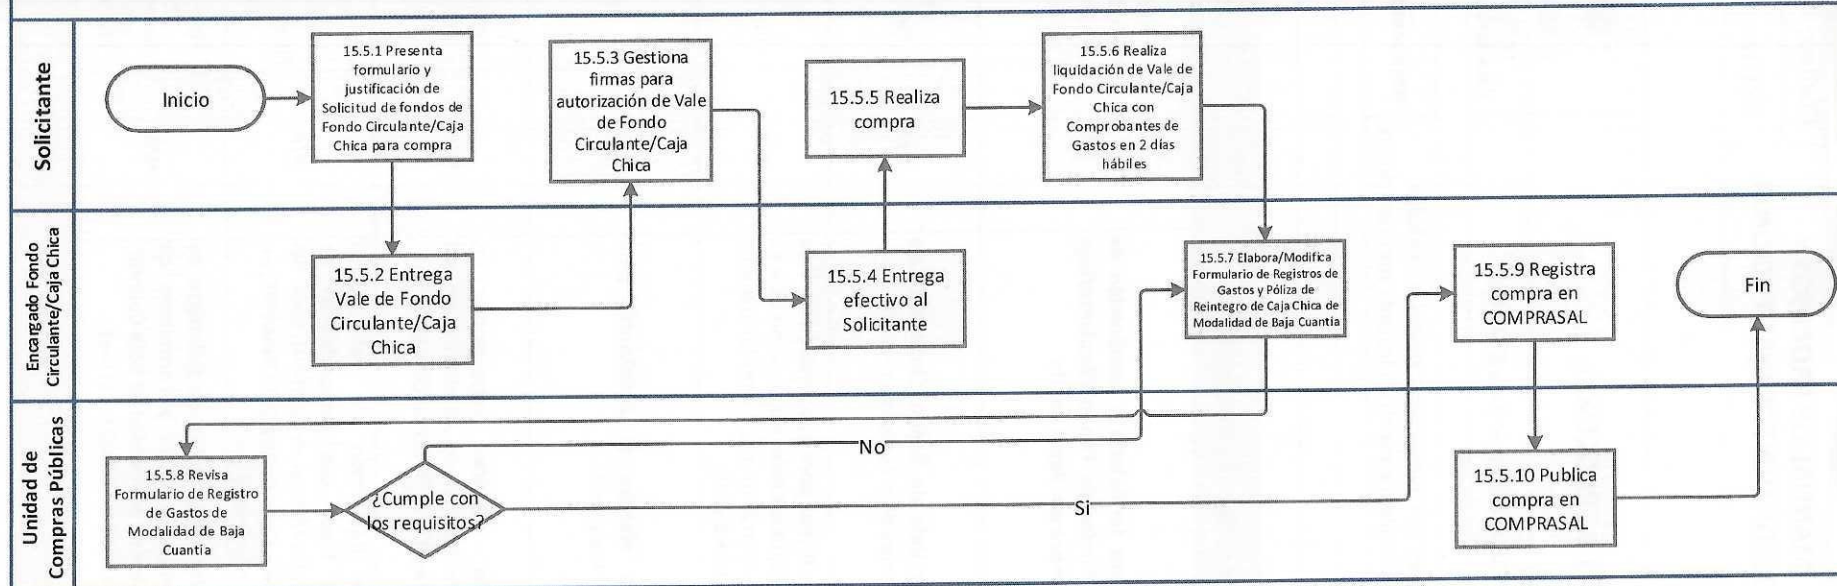 Solicitante
Inicio
15.5.1 Presenta
formulario y
justificación de
Solicitud de fondos de
Fondo Circulante/Caja
Chica para compra
15.5.3 Gestiona
firmas para
autorización de Vale
de Fondo
Circulante/Caja
Chica
15.5.5 Realiza
compra
15.5.6 Realiza
liquidación de Vale de
Fondo Circulante/Caja
Chica con
Comprobantes de
Gastos en 2 días
hábiles
Encargado Fondo
Circulante/Caja Chica
15.5.2 Entrega
Vale de Fondo
Circulante/Caja
Chica
15.5.4 Entrega
efectivo al
Solicitante
15.5.7 Elabora/Modifica
Formulario de Registros de
Gastos y Póliza de
Reintegro de Caja Chica de
Modalidad de Baja Cuantía
15.5.9 Registra
compra en
COMPRASAL
Fin
Unidad de
Compras Públicas
15.5.8 Revisa
Formulario de Registro
de Gastos de
Modalidad de Baja
Cuantía
¿Cumple con
los requisitos?
No
Si
15.5.10 Publica
compra en
COMPRASAL